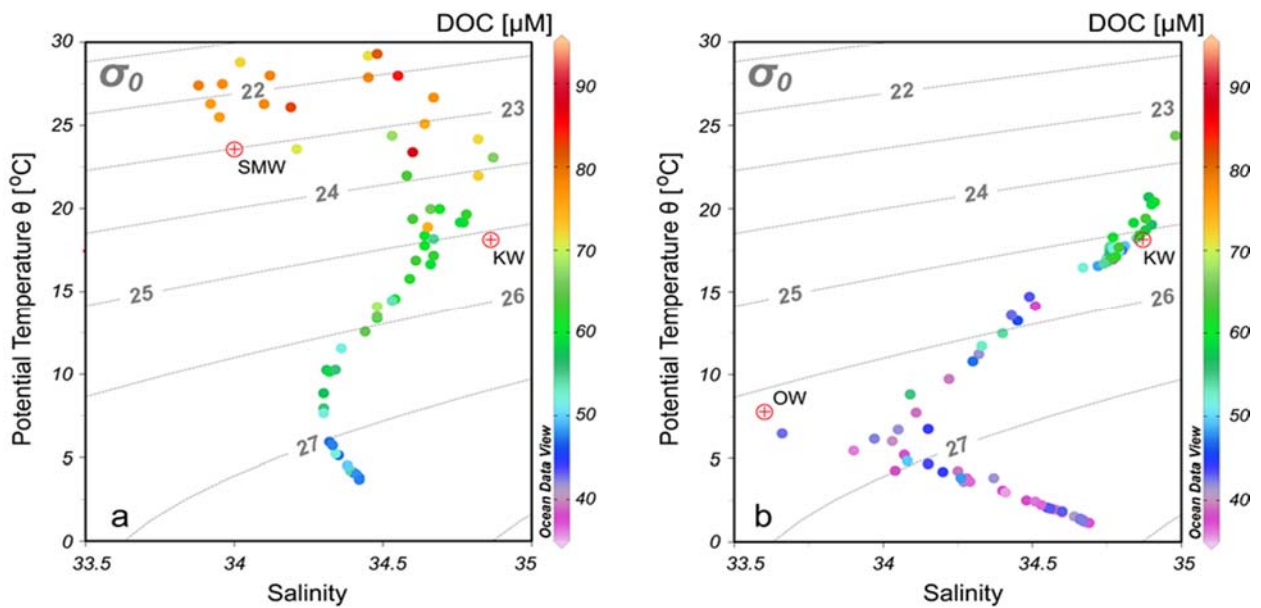 DOC [µM]
DOC [µM]
30
25
20
15
10
5
0
Potential Temperature θ [°C]
σ0
22
23
24
25
26
27
SMW
KW
a
33.5
34
34.5
35
Salinity
90
80
70
60
50
40
Ocean Data View
30
25
20
15
10
5
0
Potential Temperature θ [°C]
σ0
22
23
24
25
26
27
KW
OW
b
33.5
34
34.5
35
Salinity
90
80
70
60
50
40
Ocean Data View